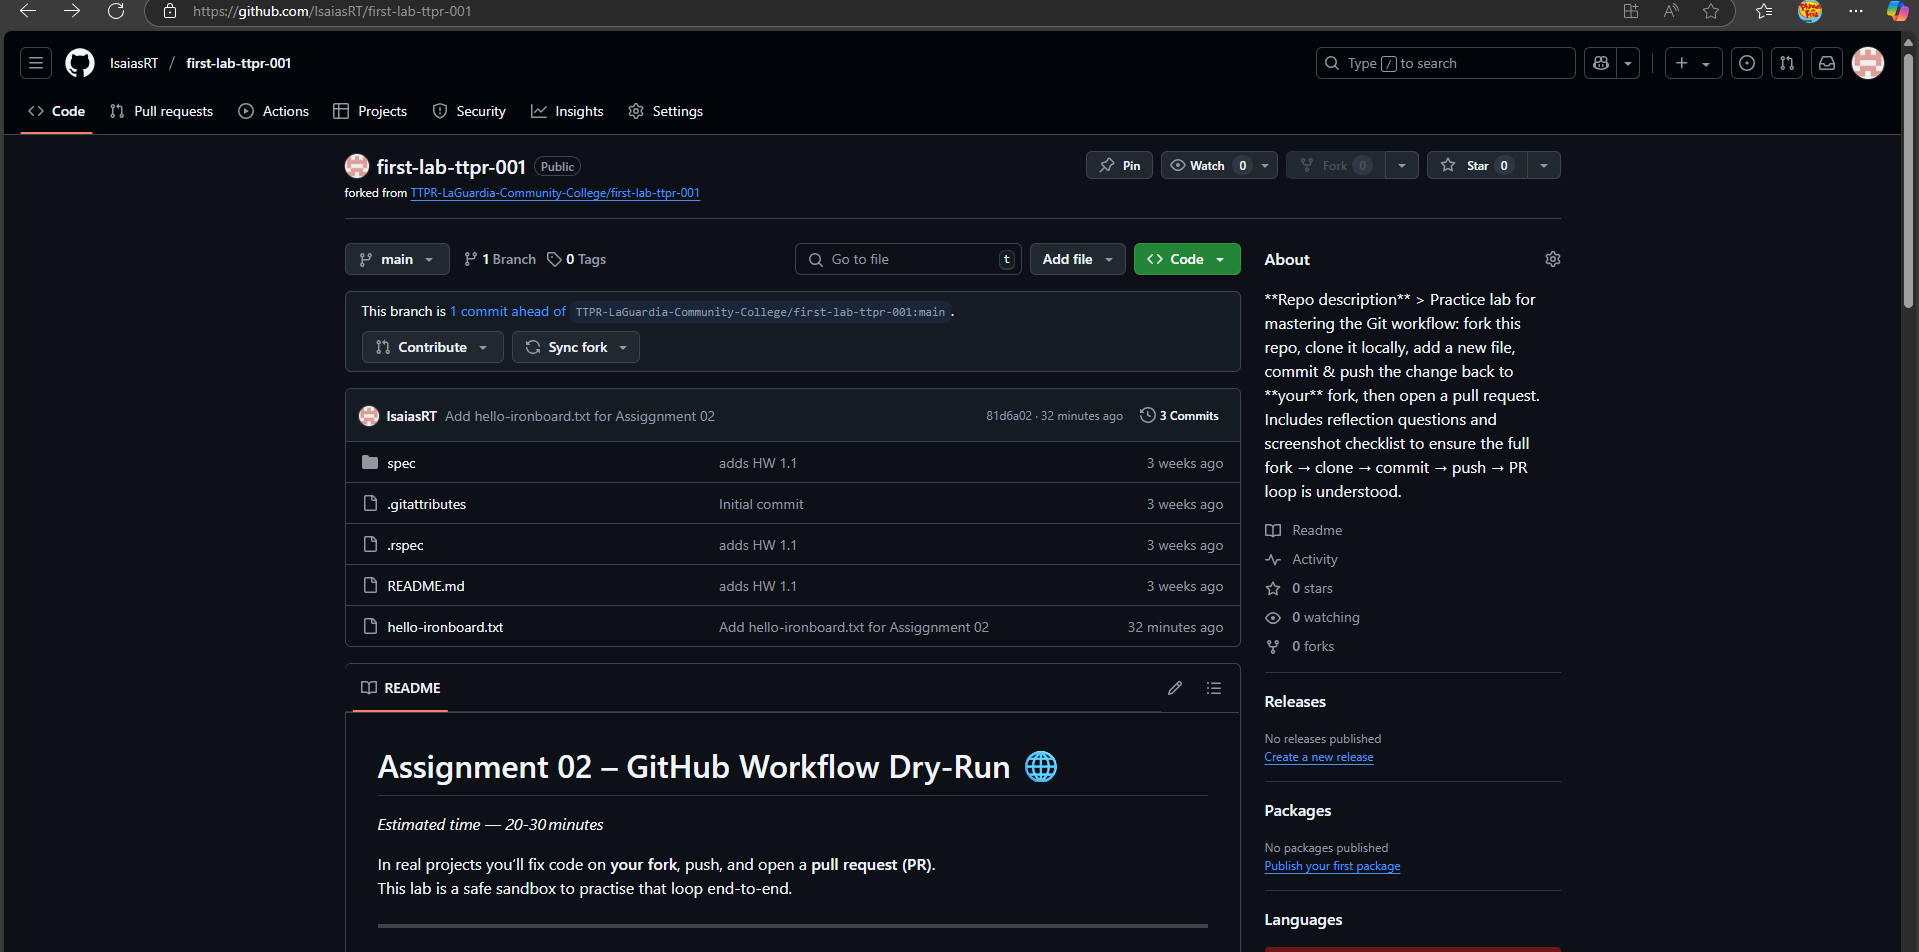 https://github.com/IsaiasRT/first-lab-ttpr-001
IsaiasRT / first-lab-ttpr-001
Type / to search
Code
Pull requests
Actions
Projects
Security
Insights
Settings
first-lab-ttpr-001 Public
forked from TTPR-LaGuardia-Community-College/first-lab-ttpr-001
Pin
Watch 0
Fork 0
Star 0
main
1 Branch
0 Tags
Go to file t
Add file
Code
This branch is 1 commit ahead of TTPR-LaGuardia-Community-College/first-lab-ttpr-001:main .
Contribute
Sync fork
IsaiasRT Add hello-ironboard.txt for Assiggnment 02 81d6a02 · 32 minutes ago 3 Commits
spec adds HW 1.1 3 weeks ago
.gitattributes Initial commit 3 weeks ago
.rspec adds HW 1.1 3 weeks ago
README.md adds HW 1.1 3 weeks ago
hello-ironboard.txt Add hello-ironboard.txt for Assiggnment 02 32 minutes ago
README
Assignment 02 – GitHub Workflow Dry-Run
Estimated time — 20-30 minutes
In real projects you’ll fix code on your fork, push, and open a pull request (PR).
This lab is a safe sandbox to practise that loop end-to-end.
About
**Repo description** > Practice lab for
mastering the Git workflow: fork this
repo, clone it locally, add a new file,
commit & push the change back to
**your** fork, then open a pull request.
Includes reflection questions and
screenshot checklist to ensure the full
fork → clone → commit → push → PR
loop is understood.
Readme
Activity
0 stars
0 watching
0 forks
Releases
No releases published
Create a new release
Packages
No packages published
Publish your first package
Languages